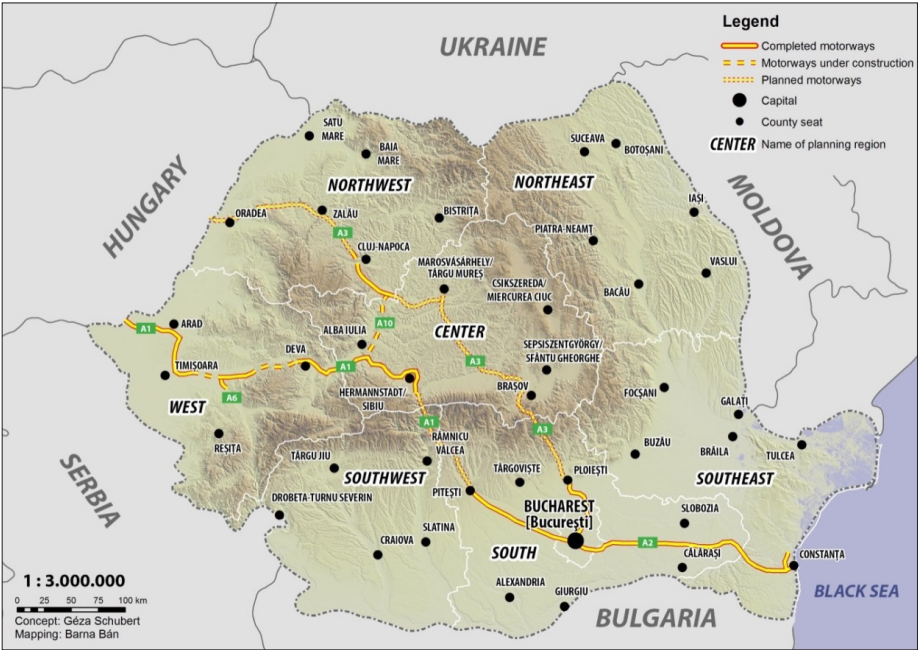 Legend
Completed motorways
Motorways under construction
Planned motorways
Capital
County seat
CENTER Name of planning region
UKRAINE
HUNGARY
MOLDOVA
SERBIA
BULGARIA
BLACK SEA
SATU
MARE
BAIA
MARE
SUCEAVA
BOTOȘANI
NORTHWEST
NORTHEAST
ORADEA
ZALĂU
BISTRIȚA
IAȘI
A3
PIATRA-NEAMȚ
CLUJ-NAPOCA
MAROSVÁSÁRHELY/
TÂRGU MUREȘ
VASLUI
CSIKSZEREDA/
MIERCUREA CIUC
BACĂU
A1
ARAD
A10
ALBA IULIA
CENTER
DEVA
SEPSISZENTGYÖRGY/
SFÂNTU GHEORGHE
TIMIȘOARA
A1
A3
A6
HERMANNSTADT/
SIBIU
BRAȘOV
FOCȘANI
WEST
GALAȚI
A1
A3
REȘIȚA
RÂMNICU
VÂLCEA
BUZĂU
BRĂILA
TULCEA
TÂRGU JIU
TÂRGOVIȘTE
PLOIEȘTI
SOUTHWEST
SOUTHEAST
PITEȘTI
DROBETA-TURNU SEVERIN
BUCHAREST
[București]
SLOBOZIA
SLATINA
CRAIOVA
SOUTH
A2
CĂLĂRAȘI
CONSTANȚA
ALEXANDRIA
GIURGIU
1 : 3.000.000
0 25 50 75 100 km
Concept: Géza Schubert
Mapping: Barna Bán